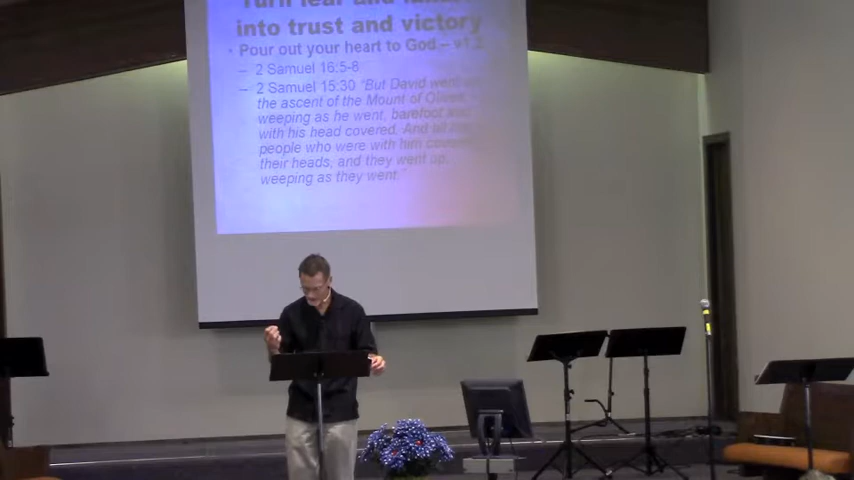 Turn fear and
into trust and victory
• Pour out your heart to God – v1,2
– 2 Samuel 16:5-8
– 2 Samuel 15:30 "But David went
the ascent of the Mount of Olives,
weeping as he went, barefoot
with his head covered. And all
people who were with him covered
their heads, and they went up,
weeping as they went."